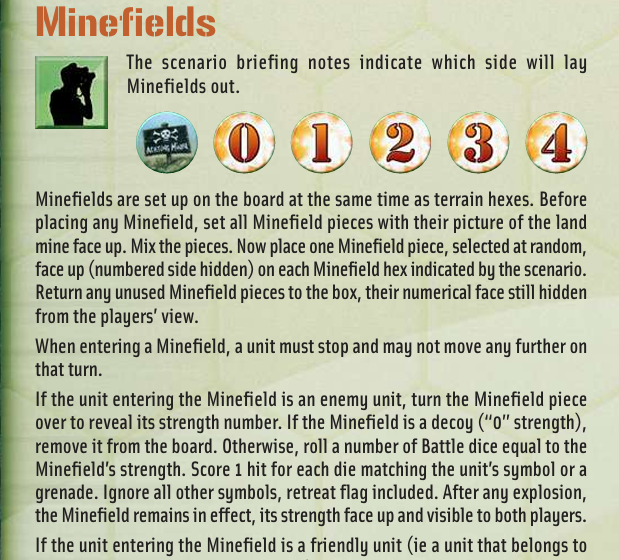 Minefields
The scenario briefing notes indicate which side will lay
Minefields out.
ACHTUNG MINEN
0 1 2 3 4
Minefields are set up on the board at the same time as terrain hexes. Before
placing any Minefield, set all Minefield pieces with their picture of the land
mine face up. Mix the pieces. Now place one Minefield piece, selected at random,
face up (numbered side hidden) on each Minefield hex indicated by the scenario.
Return any unused Minefield pieces to the box, their numerical face still hidden
from the players' view.
When entering a Minefield, a unit must stop and may not move any further on
that turn.
If the unit entering the Minefield is an enemy unit, turn the Minefield piece
over to reveal its strength number. If the Minefield is a decoy ("0" strength),
remove it from the board. Otherwise, roll a number of Battle dice equal to the
Minefield's strength. Score 1 hit for each die matching the unit's symbol or a
grenade. Ignore all other symbols, retreat flag included. After any explosion,
the Minefield remains in effect, its strength face up and visible to both players.
If the unit entering the Minefield is a friendly unit (ie a unit that belongs to